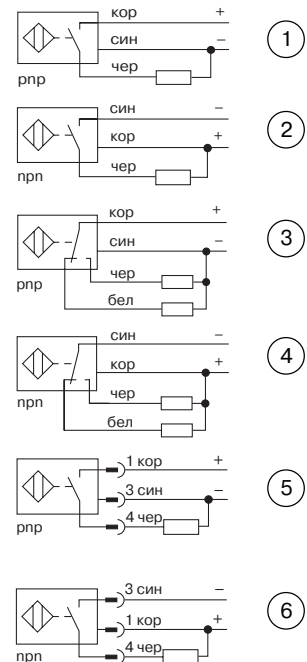 кор +
син − 1
чер
pnp
син −
кор + 2
чер
npn
кор +
син − 3
чер
бел
pnp
син −
кор + 4
чер
бел
npn
1 кор +
3 син − 5
4 чер
pnp
3 син −
1 кор + 6
4 чер
npn